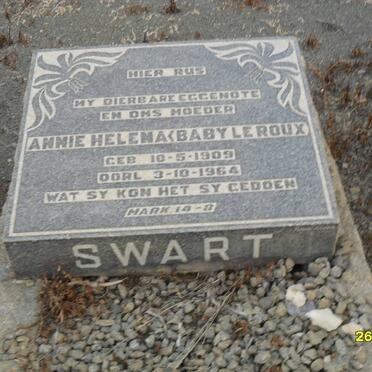 HIER RUS
MY DIERBARE EGGENOTE
EN ONS MOEDER
ANNIE HELENA (BABY LE ROUX)
GEB. 10-5-1909
OORL. 3-10-1964
WAT SY KON HET SY GEDOEN
MARK. 14-8
SWART
26